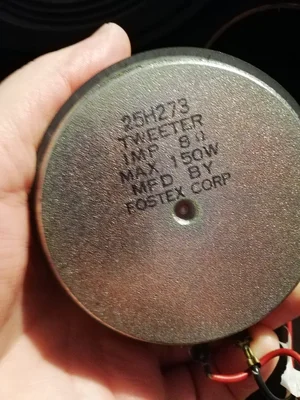 25H273
TWEETER
IMP 8Ω
MAX 150W
MFD BY
FOSTEX CORP